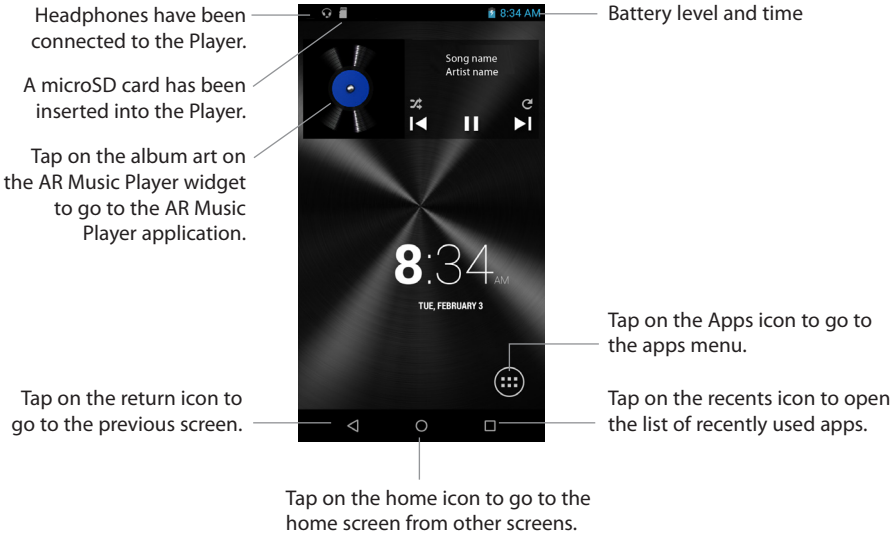 Headphones have been
connected to the Player.
A microSD card has been
inserted into the Player.
Tap on the album art on
the AR Music Player widget
to go to the AR Music
Player application.
Tap on the return icon to
go to the previous screen.
8:34 AM
Song name
Artist name
8:34 AM
TUE, FEBRUARY 3
Battery level and time
Tap on the Apps icon to go to
the apps menu.
Tap on the recents icon to open
the list of recently used apps.
Tap on the home icon to go to the
home screen from other screens.